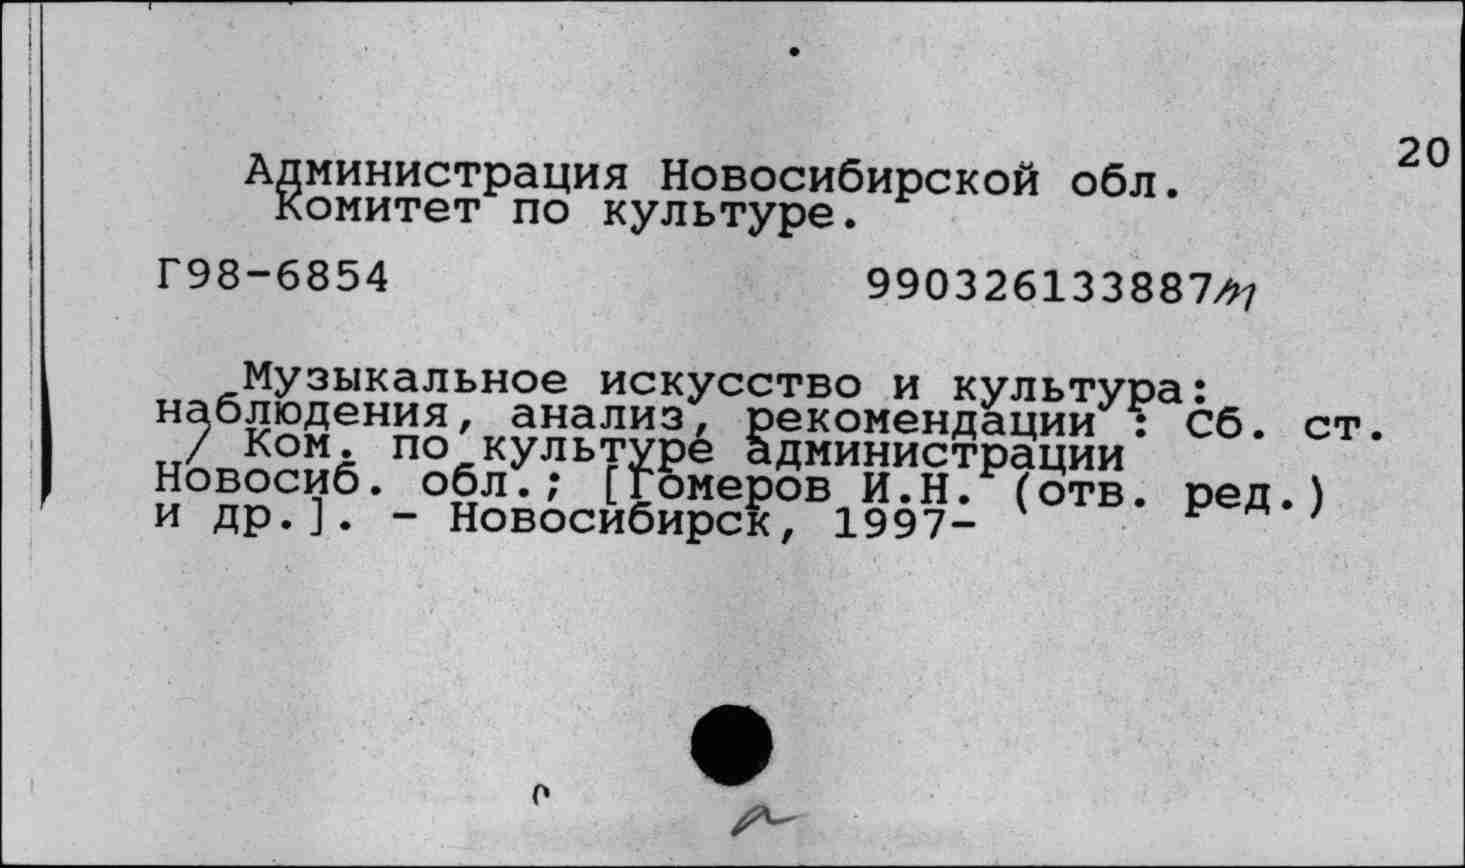 20
Администрация Новосибирской обл.
Комитет по культуре.
Г98-6854 990326133887
Музыкальное искусство и культура:
наблюдения, анализ, рекомендации : Сб. ст.
/ Ком. по культуре администрации
Новосиб. обл.; [Гомеров И.Н. (отв. ред.)
и др.]. - Новосибирск, 1997-